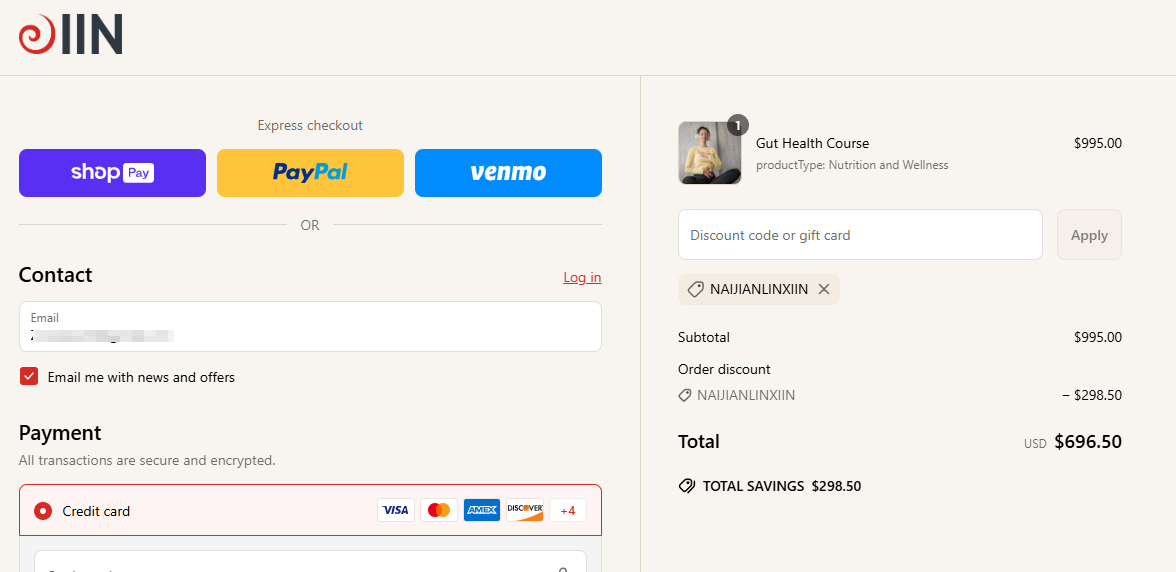 IIN
Express checkout
shop Pay
PayPal
venmo
OR
Contact
Log in
Email
Email me with news and offers
Payment
All transactions are secure and encrypted.
Credit card
VISA
AMEX
DISCOVER
+4
1
Gut Health Course
$995.00
productType: Nutrition and Wellness
Discount code or gift card
Apply
NAIJIANLINXIIN
Subtotal
$995.00
Order discount
NAIJIANLINXIIN
− $298.50
Total
USD $696.50
TOTAL SAVINGS $298.50